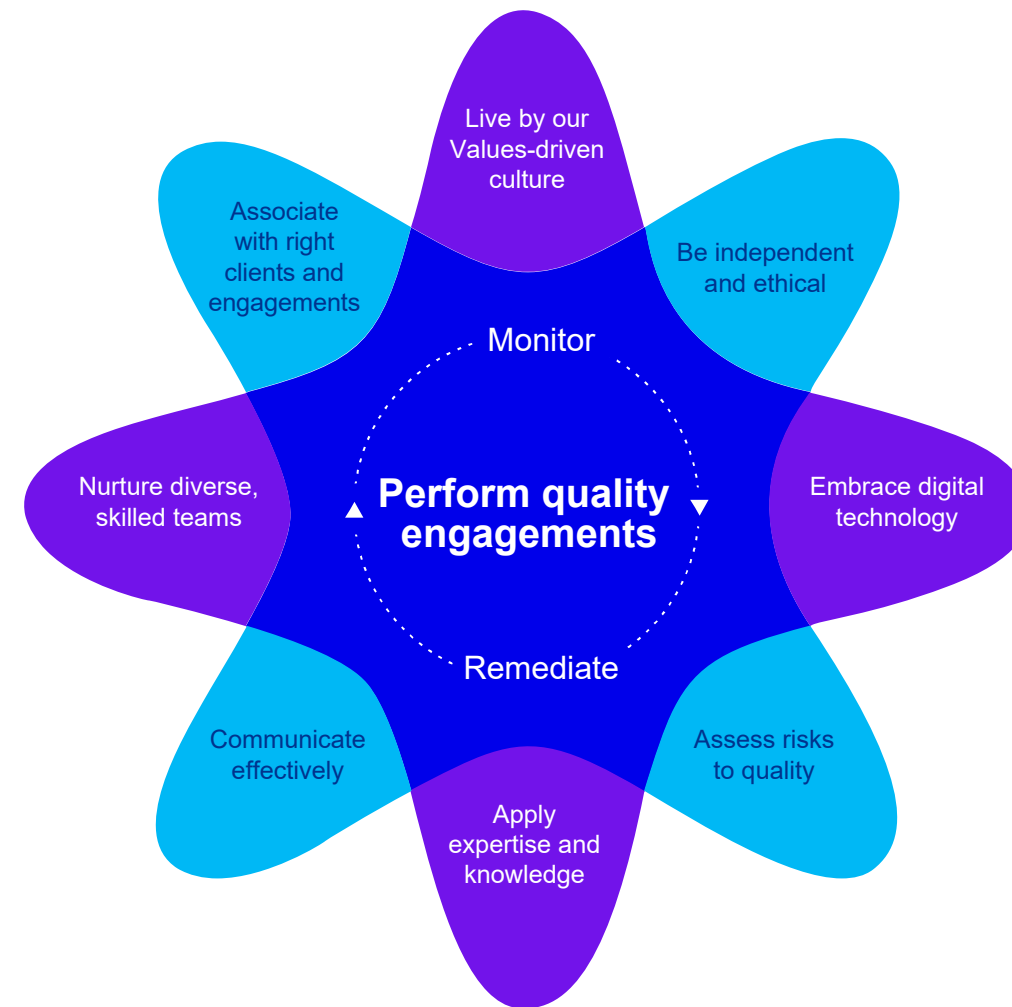 Live by our
Values-driven
culture
Associate
with right
clients and
engagements
Be independent
and ethical
Monitor
Nurture diverse,
skilled teams
Perform quality
engagements
Embrace digital
technology
Remediate
Communicate
effectively
Assess risks
to quality
Apply
expertise and
knowledge